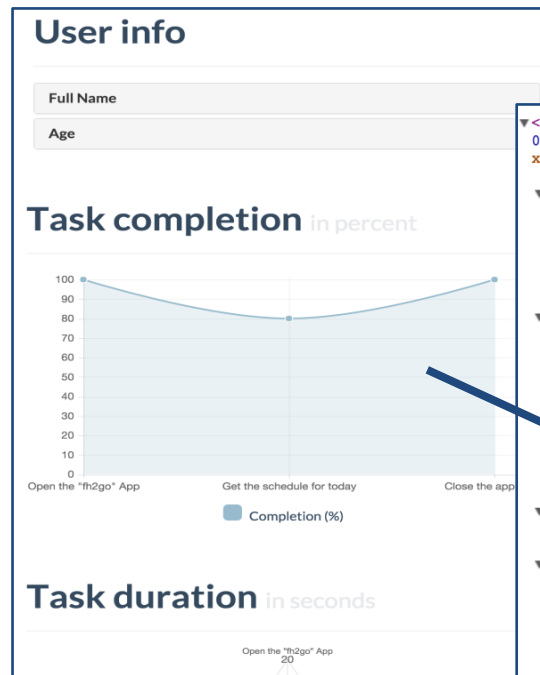 User info
Full Name
Age
▼<
0
x
Task completion in percent
100
90
80
70
60
50
40
30
20
10
0
Open the "fh2go" App Get the schedule for today Close the app
Completion (%)
Task duration in seconds
Open the "fh2go" App
20